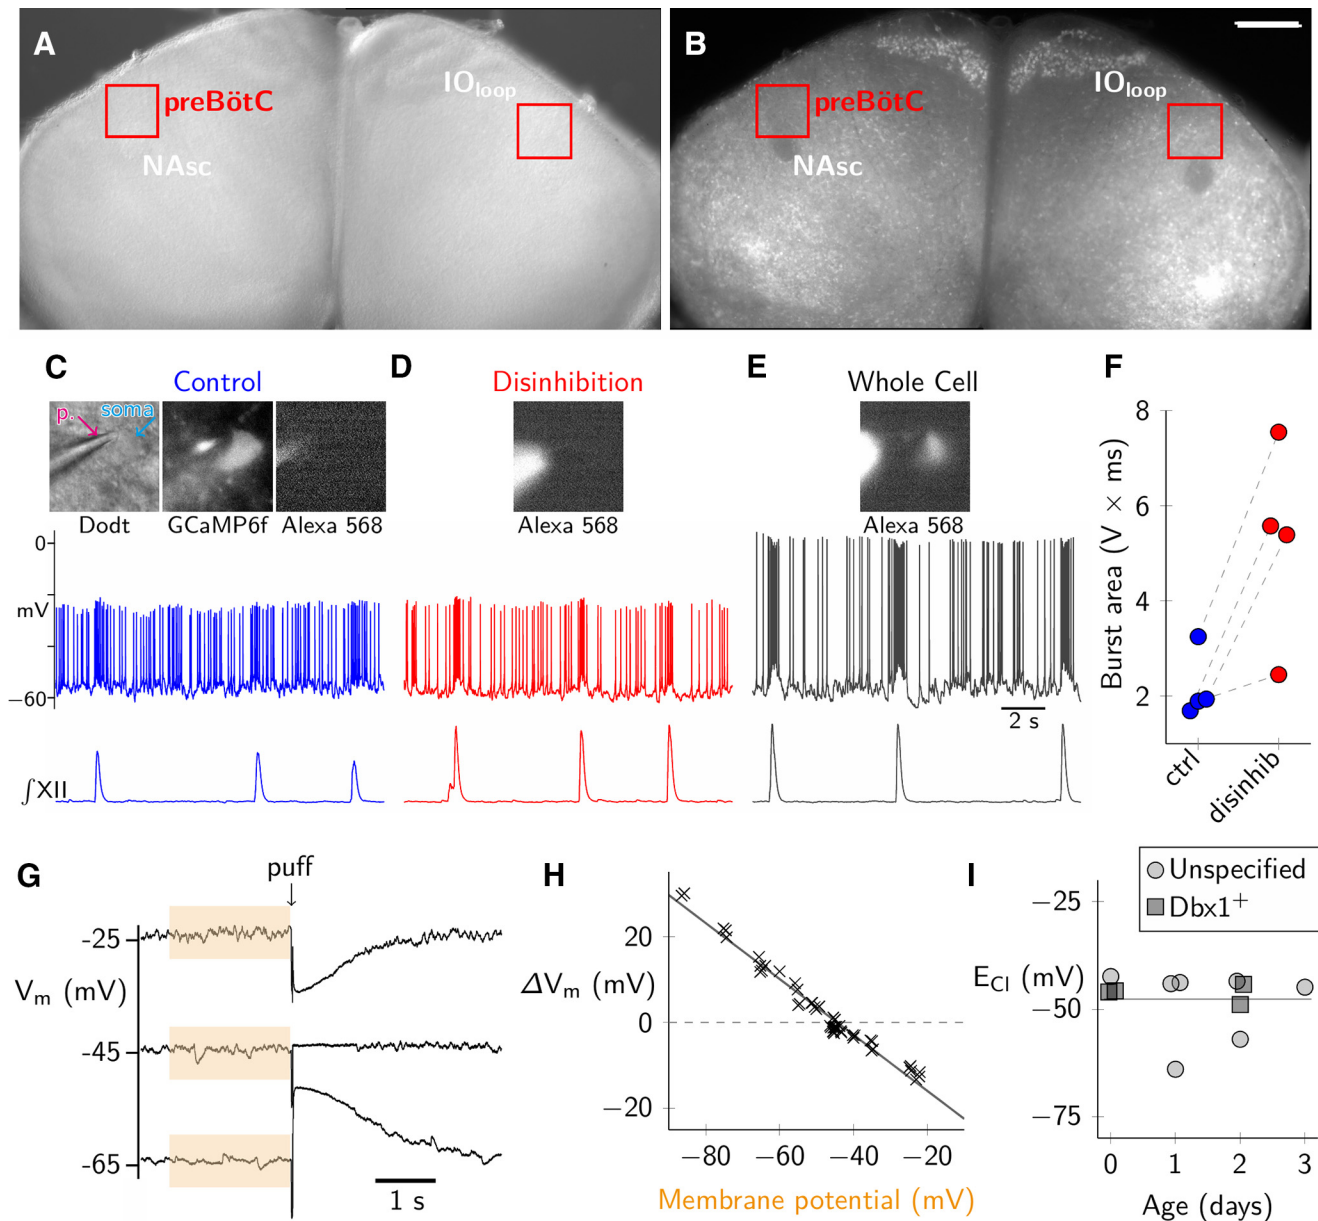 A
preBötC
IOloop
NAsc
B
preBötC
IOloop
NAsc
C
Control
p.
soma
Dodt
GCaMP6f
Alexa 568
D
Disinhibition
Alexa 568
E
Whole Cell
Alexa 568
0
mV
−60
∫XII
2 s
F
8
6
4
2
Burst area (V × ms)
ctrl
disinhib
G
puff
-25
Vm (mV)
-45
-65
1 s
H
20
ΔVm (mV)
0
−20
−80 −60 −40 −20
Membrane potential (mV)
I
Unspecified
Dbx1+
−25
ECl (mV)
−50
−75
0 1 2 3
Age (days)